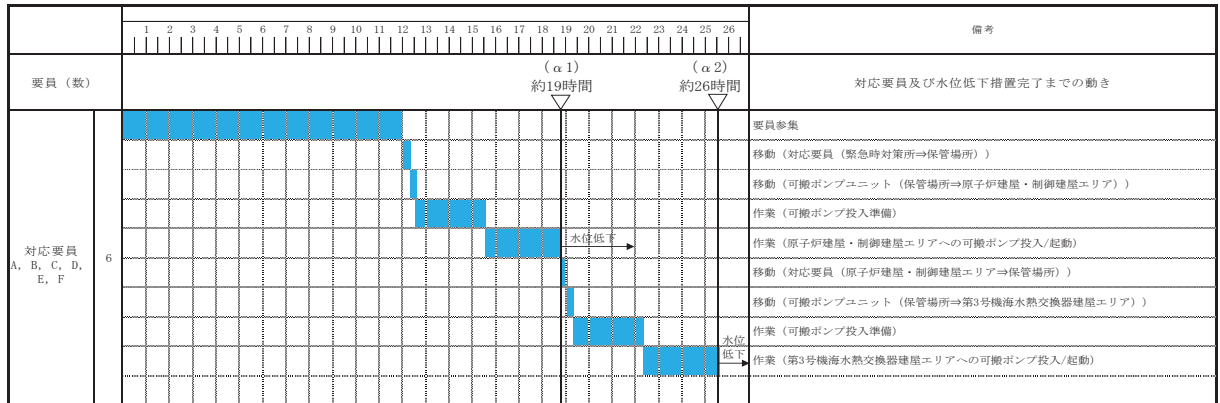 1 2 3 4 5 6 7 8 9 10 11 12 13 14 15 16 17 18 19 20 21 22 23 24 25 26
備考
要員（数）
（α1）
約19時間
（α2）
約26時間
対応要員及び水位低下措置完了までの動き
対応要員
A, B, C, D,
E, F
6
要員参集
移動（対応要員（緊急時対策所⇒保管場所））
移動（可搬ポンプユニット（保管場所⇒原子炉建屋・制御建屋エリア））
作業（可搬ポンプ投入準備）
水位低下
作業（原子炉建屋・制御建屋エリアへの可搬ポンプ投入/起動）
移動（対応要員（原子炉建屋・制御建屋エリア⇒保管場所））
移動（可搬ポンプユニット（保管場所⇒第3号機海水熱交換器建屋エリア））
作業（可搬ポンプ投入準備）
水位
低下
作業（第3号機海水熱交換器建屋エリアへの可搬ポンプ投入/起動）